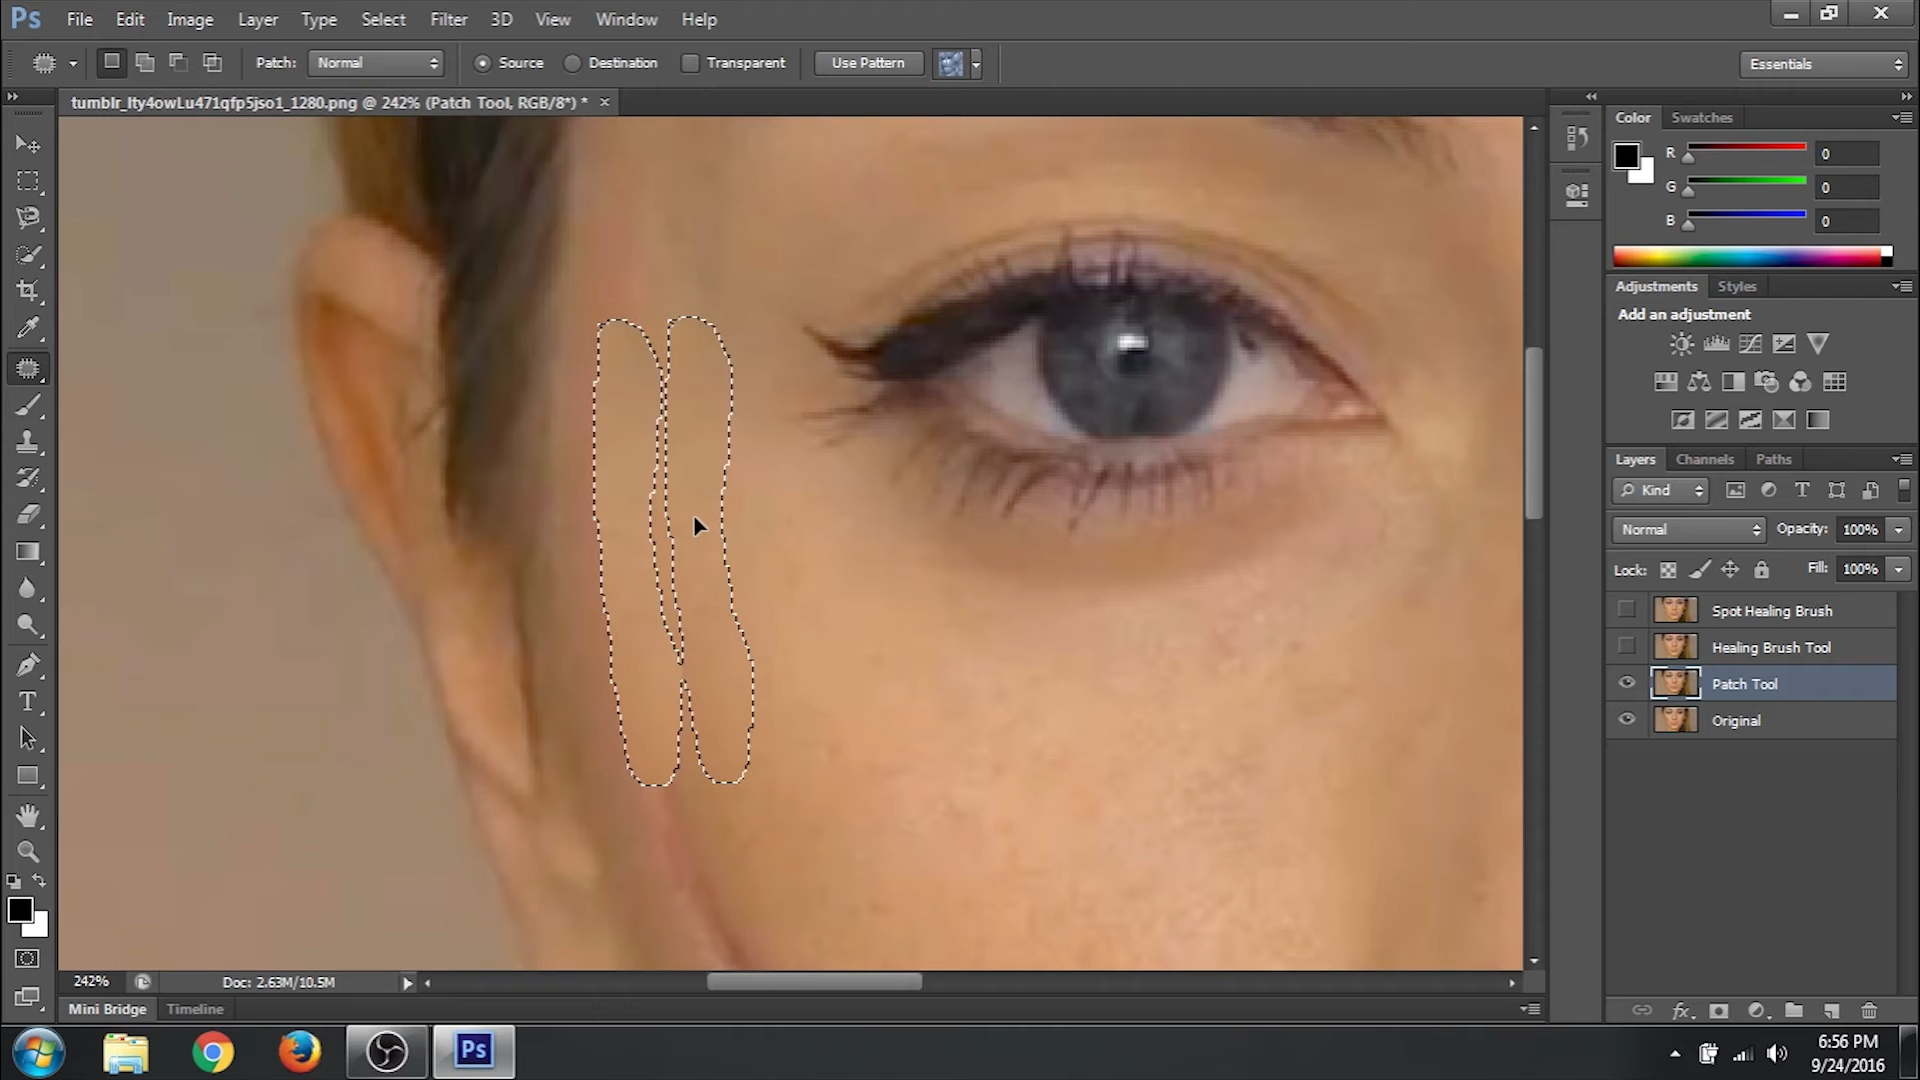 Ps File Edit Image Layer Type Select Filter 3D View Window Help
Patch: Normal Source Destination Transparent Use Pattern Essentials
tumblr_lty4owLu471qfp5jso1_1280.png @ 242% (Patch Tool, RGB/8*) * ×
Color Swatches
R 0
G 0
B 0
Adjustments Styles
Add an adjustment
Layers Channels Paths
Kind
Normal Opacity: 100%
Lock: Fill: 100%
Spot Healing Brush
Healing Brush Tool
Patch Tool
Original
242% Doc: 2.63M/10.5M
Mini Bridge Timeline
Ps
6:56 PM
9/24/2016